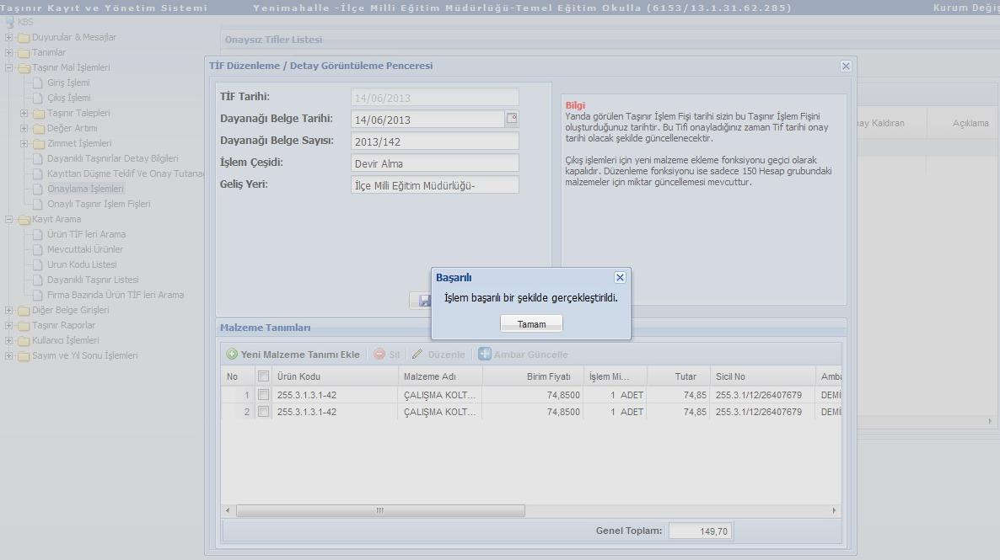 Taşınır Kayıt ve Yönetim Sistemi Yenimahalle -İlçe Milli Eğitim Müdürlüğü-Temel Eğitim Okulla (6153/13.1.31.62.285) Kurum Değiş
KBS
Duyurular & Mesajlar
Tanımlar
Taşınır Mal İşlemleri
Giriş İşlemi
Çıkış İşlemi
Taşınır Talepleri
Değer Artımı
Zimmet İşlemleri
Dayanıklı Taşınırlar Detay Bilgileri
Kayıttan Düşme Teklif Ve Onay Tutana
Onaylama İşlemleri
Onaylı Taşınır İşlem Fişleri
Kayıt Arama
Ürün TİF leri Arama
Mevcuttaki Ürünler
Urun Kodu Listesi
Dayanıklı Taşınır Listesi
Firma Bazında Ürün TİF leri Arama
Diğer Belge Girişleri
Taşınır Raporlar
Kullanıcı İşlemleri
Sayım ve Yıl Sonu İşlemleri
Onaysız Tifler Listesi
nay Kaldıran Açıklama
TİF Düzenleme / Detay Görüntüleme Penceresi
TİF Tarihi: 14/06/2013
Dayanağı Belge Tarihi: 14/06/2013
Dayanağı Belge Sayısı: 2013/142
İşlem Çeşidi: Devir Alma
Geliş Yeri: İlçe Milli Eğitim Müdürlüğü-
Bilgi
Yanda görülen Taşınır İşlem Fişi tarihi sizin bu Taşınır İşlem Fişini
oluşturduğunuz tarihtir. Bu Tifi onayladığınız zaman Tif tarihi onay
tarihi olacak şekilde güncellenecektir.
Çıkış işlemleri için yeni malzeme ekleme fonksiyonu geçici olarak
kapalıdır. Düzenleme fonksiyonu ise sadece 150 Hesap grubundaki
malzemeler için miktar güncellemesi mevcuttur.
Başarılı
İşlem başarılı bir şekilde gerçekleştirildi.
Tamam
Malzeme Tanımları
Yeni Malzeme Tanımı Ekle Sil Düzenle Ambar Güncelle
No Ürün Kodu Malzeme Adı Birim Fiyatı İşlem Mi... Tutar Sicil No Amba
1 255.3.1.3.1-42 ÇALIŞMA KOLT... 74,8500 1 ADET 74,85 255.3.1/12/26407679 DEMİ
2 255.3.1.3.1-42 ÇALIŞMA KOLT... 74,8500 1 ADET 74,85 255.3.1/12/26407679 DEMİ
Genel Toplam: 149,70